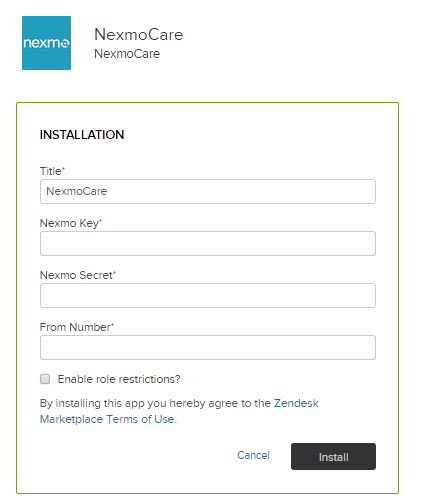 nexmo
NexmoCare
NexmoCare
INSTALLATION
Title*
NexmoCare
Nexmo Key*
Nexmo Secret*
From Number*
Enable role restrictions?
By installing this app you hereby agree to the Zendesk
Marketplace Terms of Use.
Cancel
Install